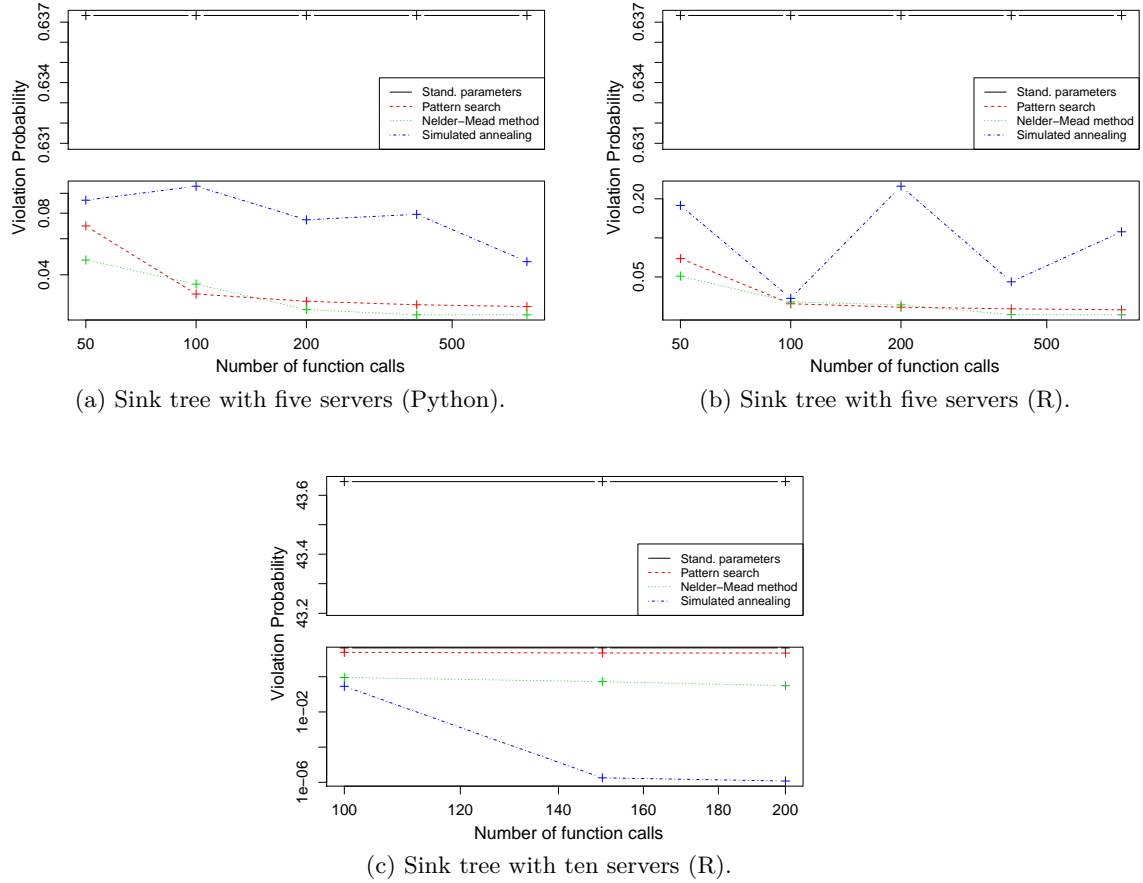 0.637
0.634
0.631
Violation Probability
Stand. parameters
Pattern search
Nelder−Mead method
Simulated annealing
0.08
0.04
50
100
200
500
Number of function calls
(a) Sink tree with five servers (Python).
0.637
0.634
0.631
Violation Probability
Stand. parameters
Pattern search
Nelder−Mead method
Simulated annealing
0.20
0.05
50
100
200
500
Number of function calls
(b) Sink tree with five servers (R).
43.6
43.4
43.2
Violation Probability
Stand. parameters
Pattern search
Nelder−Mead method
Simulated annealing
1e−02
1e−06
100
120
140
160
180
200
Number of function calls
(c) Sink tree with ten servers (R).